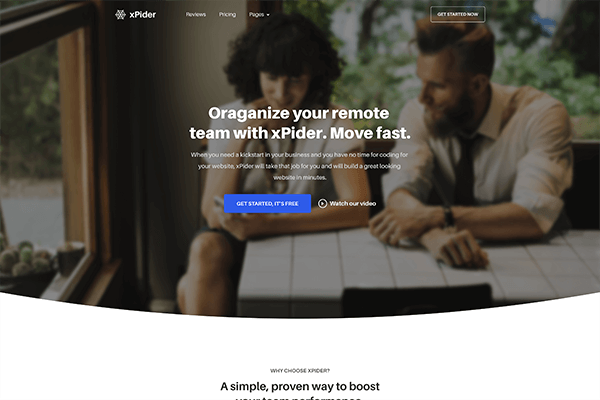 xPider
Reviews Pricing Pages
GET STARTED NOW
Oraganize your remote
team with xPider. Move fast.
When you need a kickstart in your business and you have no time for coding for
your website, xPider will take that job for you and will build a great looking
website in minutes.
GET STARTED, IT'S FREE
Watch our video
WHY CHOOSE XPIDER?
A simple, proven way to boost
your team performance